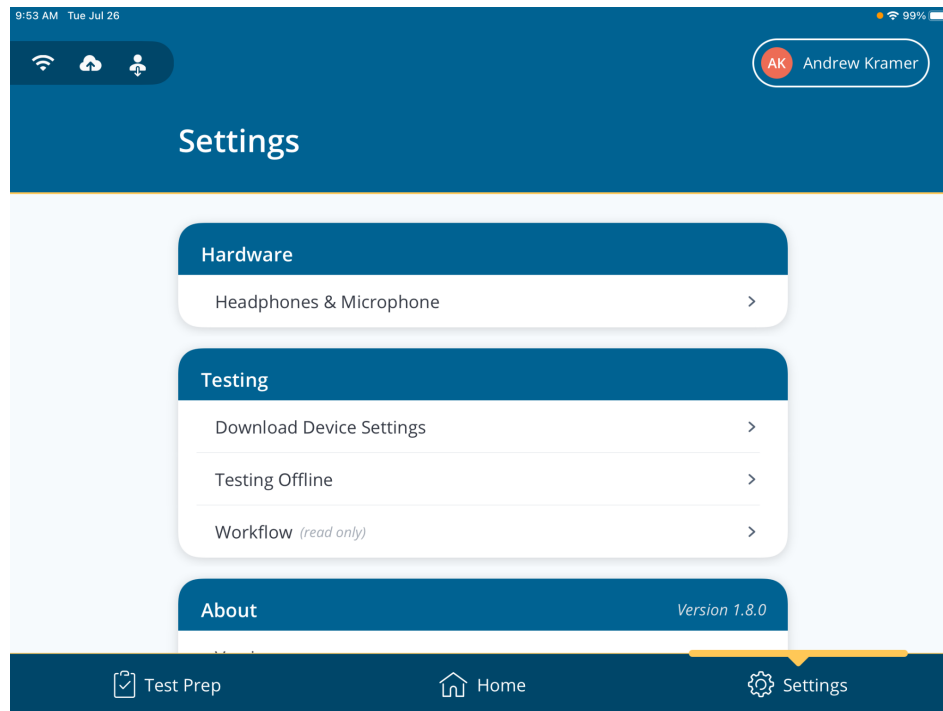 9:53 AM Tue Jul 26
99%
AK Andrew Kramer
Settings
Hardware
Headphones & Microphone
Testing
Download Device Settings
Testing Offline
Workflow (read only)
About Version 1.8.0
Test Prep Home Settings